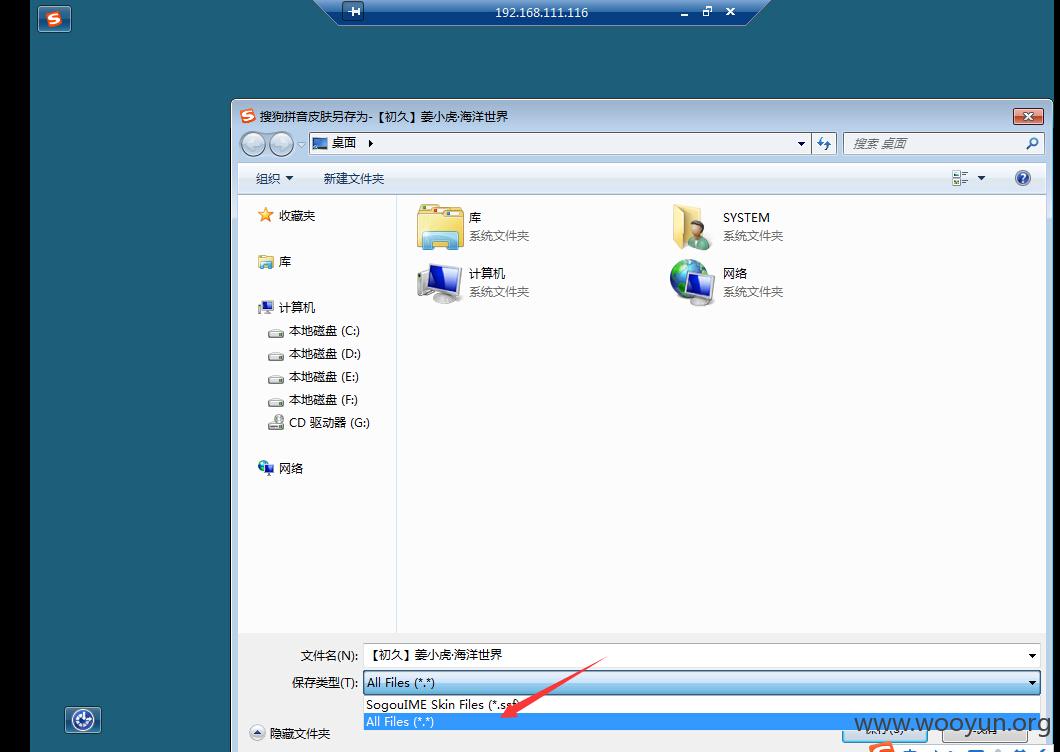 192.168.111.116
搜狗拼音皮肤另存为-【初久】姜小虎·海洋世界
桌面
搜索 桌面
组织
新建文件夹
收藏夹
库
计算机
本地磁盘 (C:)
本地磁盘 (D:)
本地磁盘 (E:)
本地磁盘 (F:)
CD 驱动器 (G:)
网络
库
系统文件夹
SYSTEM
系统文件夹
计算机
系统文件夹
网络
系统文件夹
文件名(N):
【初久】姜小虎·海洋世界
保存类型(T):
All Files (*.*)
SogouIME Skin Files (*.ssf)
All Files (*.*)
隐藏文件夹
www.wooyun.org